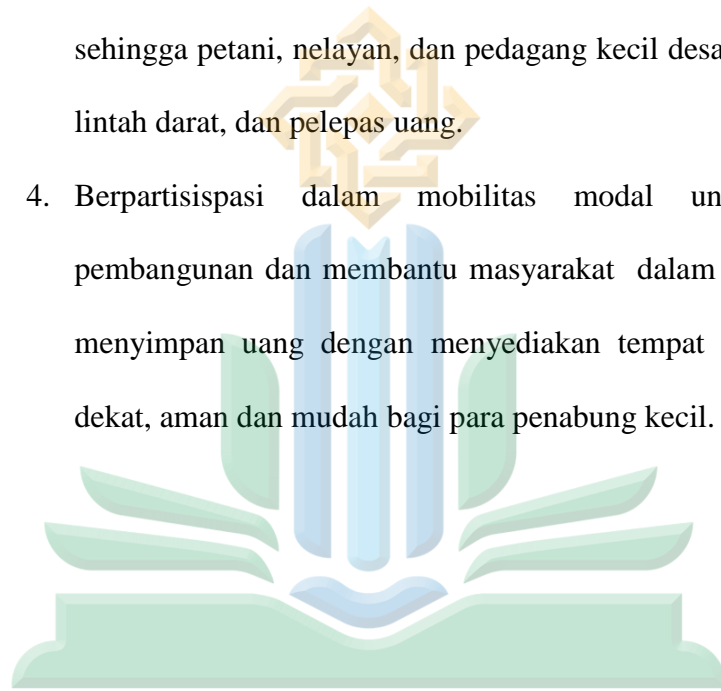 sehingga petani, nelayan, dan pedagang kecil desa
lintah darat, dan pelepas uang.
4. Berpartisispasi dalam mobilitas modal un
pembangunan dan membantu masyarakat dalam
menyimpan uang dengan menyediakan tempat
dekat, aman dan mudah bagi para penabung kecil.